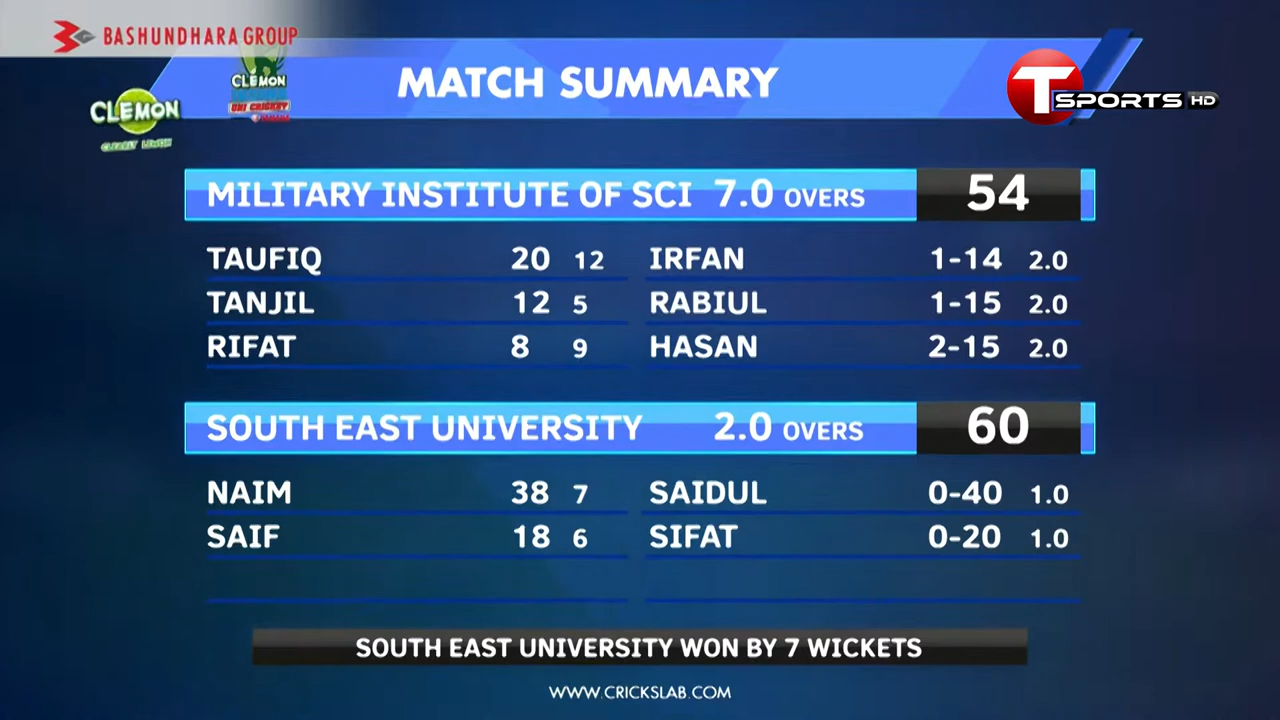 BASHUNDHARA GROUP
CLEMON
CLEMON
UNI CRICKET
MATCH SUMMARY
T SPORTS HD
MILITARY INSTITUTE OF SCI 7.0 OVERS 54
TAUFIQ 20 12 IRFAN 1-14 2.0
TANJIL 12 5 RABIUL 1-15 2.0
RIFAT 8 9 HASAN 2-15 2.0
SOUTH EAST UNIVERSITY 2.0 OVERS 60
NAIM 38 7 SAIDUL 0-40 1.0
SAIF 18 6 SIFAT 0-20 1.0
SOUTH EAST UNIVERSITY WON BY 7 WICKETS
WWW.CRICKSLAB.COM